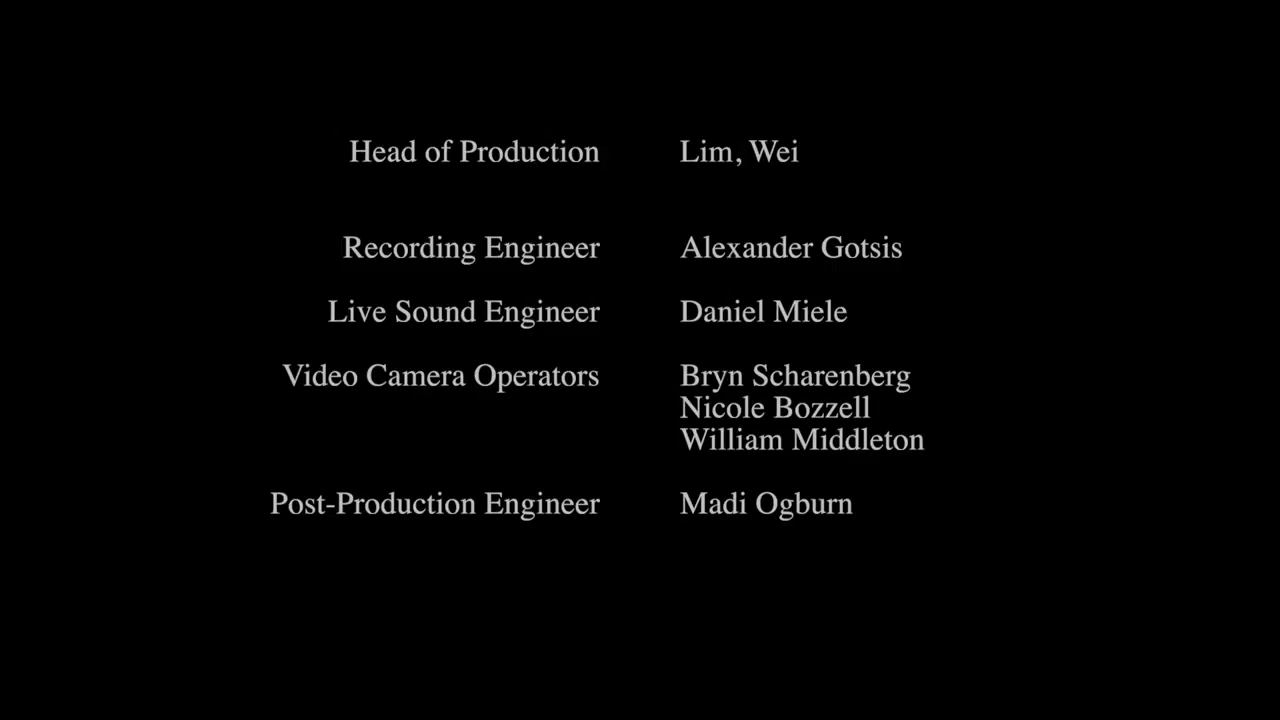 Head of Production Lim, Wei
Recording Engineer Alexander Gotsis
Live Sound Engineer Daniel Miele
Video Camera Operators Bryn Scharenberg
Nicole Bozzell
William Middleton
Post-Production Engineer Madi Ogburn